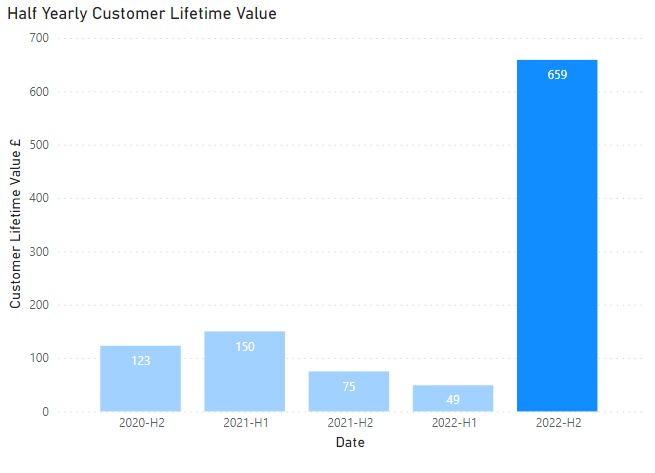 Half Yearly Customer Lifetime Value
Customer Lifetime Value £
700
600
500
400
300
200
100
0
123
150
75
49
659
2020-H2
2021-H1
2021-H2
2022-H1
2022-H2
Date